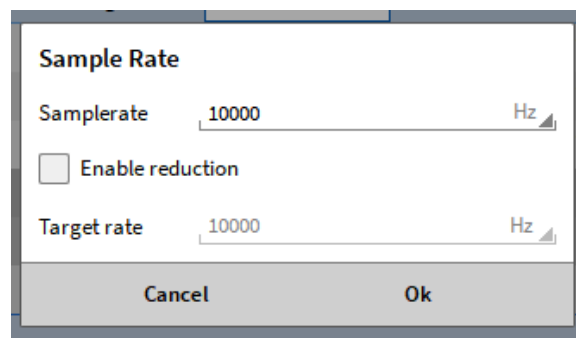 Sample Rate
Samplerate 10000 Hz
Enable reduction
Target rate 10000 Hz
Cancel Ok